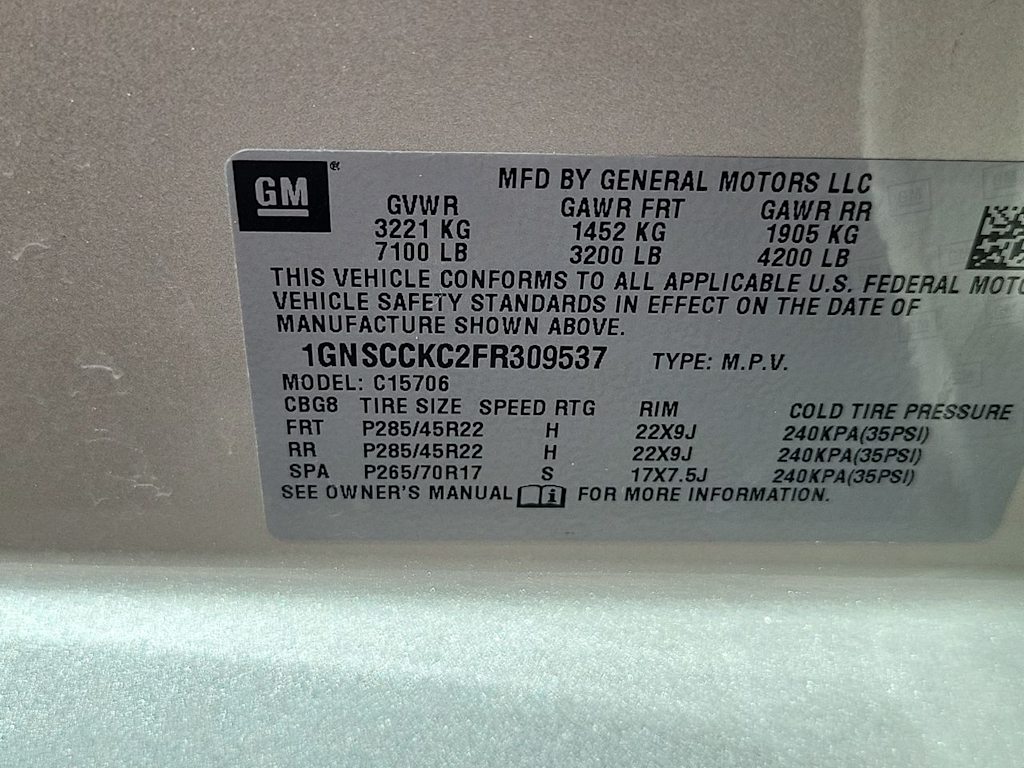 GM®
MFD BY GENERAL MOTORS LLC
GVWR GAWR FRT GAWR RR
3221 KG 1452 KG 1905 KG
7100 LB 3200 LB 4200 LB
THIS VEHICLE CONFORMS TO ALL APPLICABLE U.S. FEDERAL MOTO
VEHICLE SAFETY STANDARDS IN EFFECT ON THE DATE OF
MANUFACTURE SHOWN ABOVE.
1GNSCCKC2FR309537 TYPE: M.P.V.
MODEL: C15706
CBG8 TIRE SIZE SPEED RTG RIM COLD TIRE PRESSURE
FRT P285/45R22 H 22X9J 240KPA(35PSI)
RR P285/45R22 H 22X9J 240KPA(35PSI)
SPA P265/70R17 S 17X7.5J 240KPA(35PSI)
SEE OWNER'S MANUAL i FOR MORE INFORMATION.